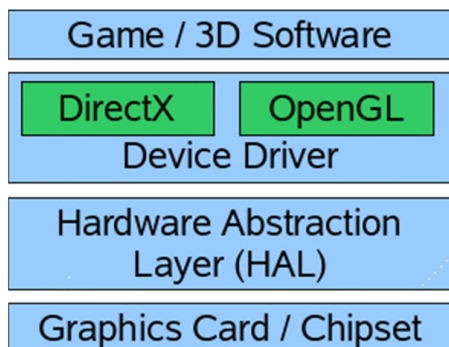 Game / 3D Software
DirectX OpenGL
Device Driver
Hardware Abstraction
Layer (HAL)
Graphics Card / Chipset